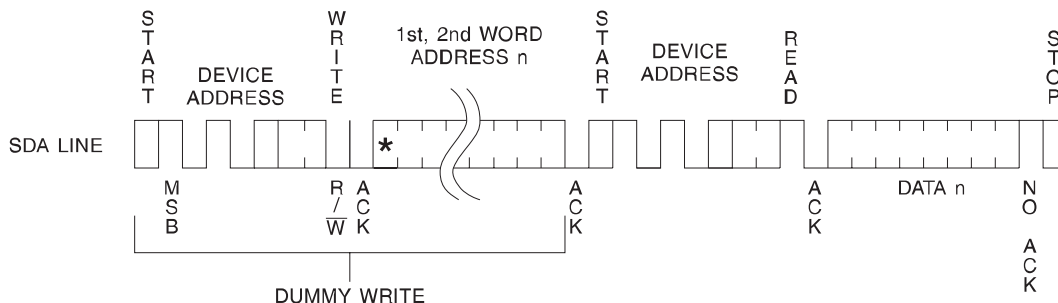 START
WRITE
1st, 2nd WORD
ADDRESS n
START
DEVICE
ADDRESS
READ
STOP
DEVICE
ADDRESS
SDA LINE
*
MSB
R/W
ACK
ACK
ACK
DATA n
NO ACK
DUMMY WRITE